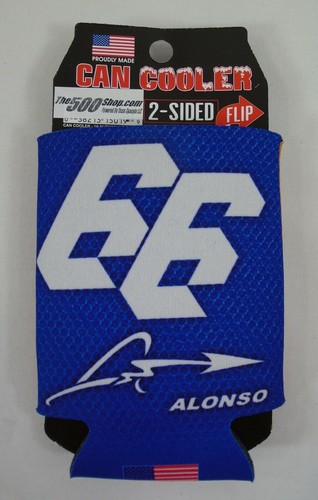 PROUDLY MADE
CAN COOLER
The500Shop.com
2-SIDED
FLIP
66
ALONSO